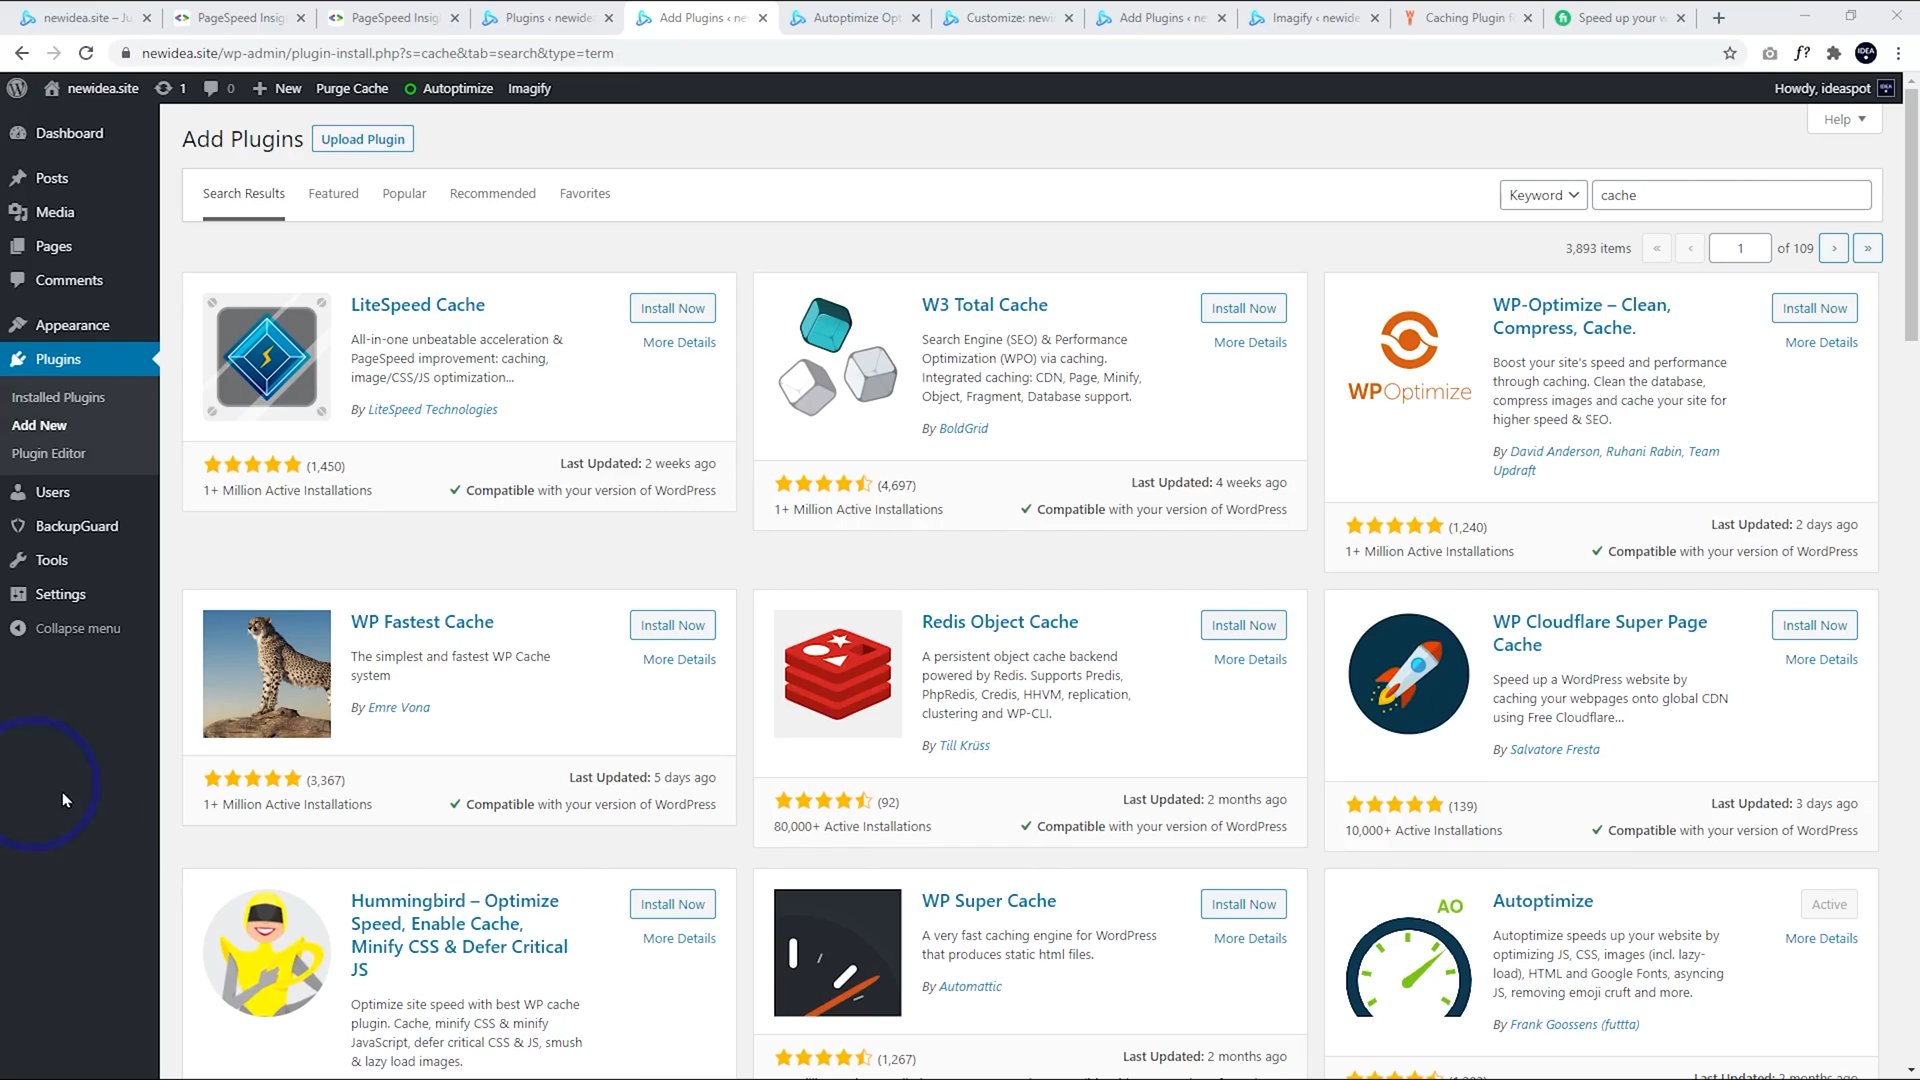 newidea.site – Ju
PageSpeed Insig
PageSpeed Insig
Plugins ‹ newide
Add Plugins ‹ ne
Autoptimize Opt
Customize: newi
Add Plugins ‹ ne
Imagify ‹ newide
Caching Plugin f
Speed up your w
newidea.site/wp-admin/plugin-install.php?s=cache&tab=search&type=term
f?
IDEA
newidea.site
1
0
New
Purge Cache
Autoptimize
Imagify
Howdy, ideaspot
Dashboard
Posts
Media
Pages
Comments
Appearance
Plugins
Installed Plugins
Add New
Plugin Editor
Users
BackupGuard
Tools
Settings
Collapse menu
Help
Add Plugins
Upload Plugin
Search Results
Featured
Popular
Recommended
Favorites
Keyword
cache
3,893 items
«
‹
1
of 109
›
»
LiteSpeed Cache
Install Now
More Details
All-in-one unbeatable acceleration &
PageSpeed improvement: caching,
image/CSS/JS optimization...
By LiteSpeed Technologies
(1,450)
Last Updated: 2 weeks ago
1+ Million Active Installations
Compatible with your version of WordPress
W3 Total Cache
Install Now
More Details
Search Engine (SEO) & Performance
Optimization (WPO) via caching.
Integrated caching: CDN, Page, Minify,
Object, Fragment, Database support.
By BoldGrid
(4,697)
Last Updated: 4 weeks ago
1+ Million Active Installations
Compatible with your version of WordPress
WPOptimize
WP-Optimize – Clean,
Compress, Cache.
Install Now
More Details
Boost your site's speed and performance
through caching. Clean the database,
compress images and cache your site for
higher speed & SEO.
By David Anderson, Ruhani Rabin, Team
Updraft
(1,240)
Last Updated: 2 days ago
1+ Million Active Installations
Compatible with your version of WordPress
WP Fastest Cache
Install Now
More Details
The simplest and fastest WP Cache
system
By Emre Vona
(3,367)
Last Updated: 5 days ago
1+ Million Active Installations
Compatible with your version of WordPress
Redis Object Cache
Install Now
More Details
A persistent object cache backend
powered by Redis. Supports Predis,
PhpRedis, Credis, HHVM, replication,
clustering and WP-CLI.
By Till Krüss
(92)
Last Updated: 2 months ago
80,000+ Active Installations
Compatible with your version of WordPress
WP Cloudflare Super Page
Cache
Install Now
More Details
Speed up a WordPress website by
caching your webpages onto global CDN
using Free Cloudflare...
By Salvatore Fresta
(139)
Last Updated: 3 days ago
10,000+ Active Installations
Compatible with your version of WordPress
Hummingbird – Optimize
Speed, Enable Cache,
Minify CSS & Defer Critical
JS
Install Now
More Details
Optimize site speed with best WP cache
plugin. Cache, minify CSS & minify
JavaScript, defer critical CSS & JS, smush
& lazy load images.
WP Super Cache
Install Now
More Details
A very fast caching engine for WordPress
that produces static html files.
By Automattic
(1,267)
Last Updated: 2 months ago
AO
Autoptimize
Active
More Details
Autoptimize speeds up your website by
optimizing JS, CSS, images (incl. lazy-
load), HTML and Google Fonts, asyncing
JS, removing emoji cruft and more.
By Frank Goossens (futtta)
Last Updated: 2 months ago